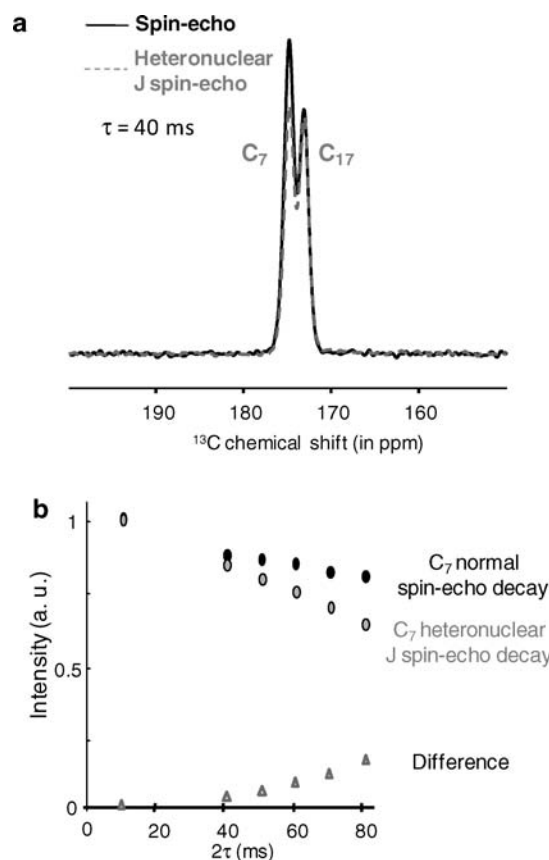 a
Spin-echo
Heteronuclear
J spin-echo
τ = 40 ms
C₇ C₁₇
190 180 170 160
¹³C chemical shift (in ppm)
b
1
0.5
0
Intensity (a. u.)
C₇ normal
spin-echo decay
C₇ heteronuclear
J spin-echo decay
Difference
0 20 40 60 80
2τ (ms)